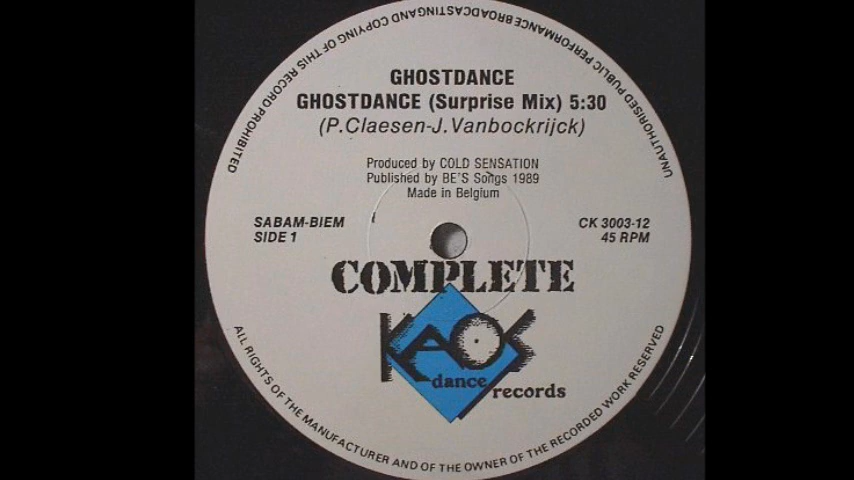 UNAUTHORISED PUBLIC PERFORMANCE BROADCASTING AND COPYING OF THIS RECORD PROHIBITED
GHOSTDANCE
GHOSTDANCE (Surprise Mix) 5:30
(P.Claesen-J.Vanbockrijck)
Produced by COLD SENSATION
Published by BE'S Songs 1989
Made in Belgium
SABAM-BIEM
SIDE 1
CK 3003-12
45 RPM
COMPLETE
KAOS
dance
records
ALL RIGHTS OF THE MANUFACTURER AND OF THE OWNER OF THE RECORDED WORK RESERVED